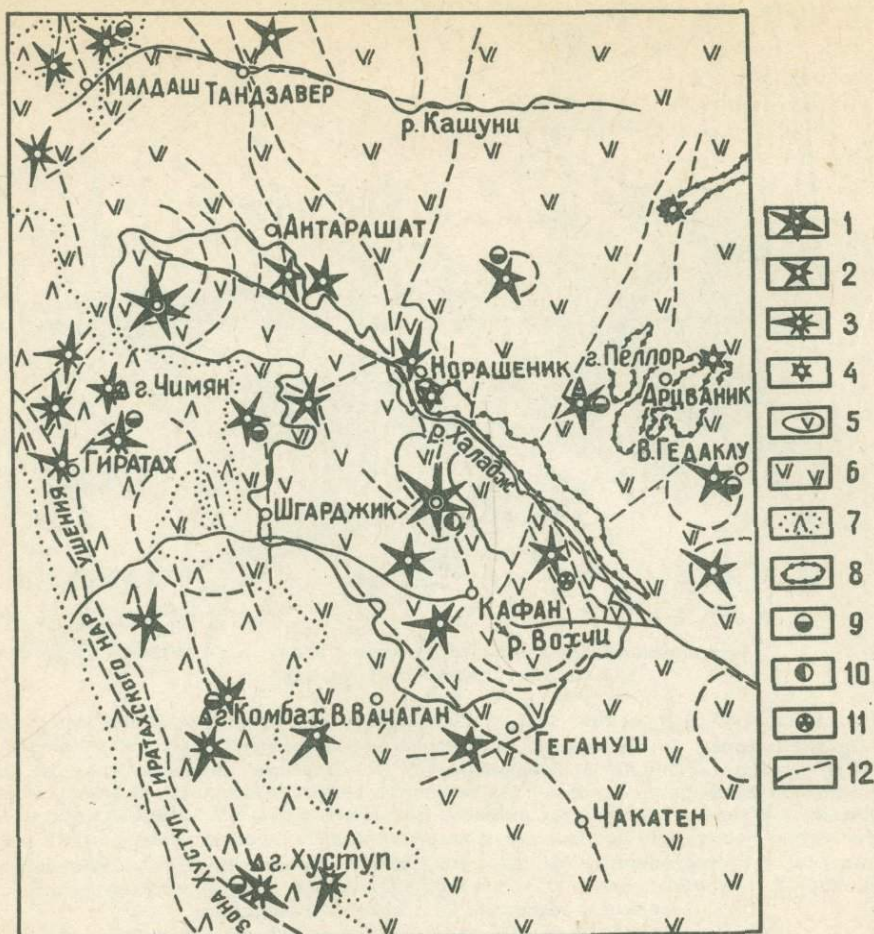 МАЛДАШ
ТАНДЗАВЕР
р. Кащуни
АНТАРАШАТ
НОРАШЕНИК
г. Пеллор
АРЦВАНИК
В. ГЕДАКЛУ
г. Чимян
ГИРАТАХ
р. Халадж
ШГАРДЖИК
КАФАН
р. Вохчи
г. Комбах
В. ВАЧАГАН
ГЕГАНУШ
ЧАКАТЕН
г. Хуступ
ЗОНА ХУСТУП - ГИРАТАХСКОГО НАРУШЕНИЯ
1
2
3
4
5
6
7
8
9
10
11
12